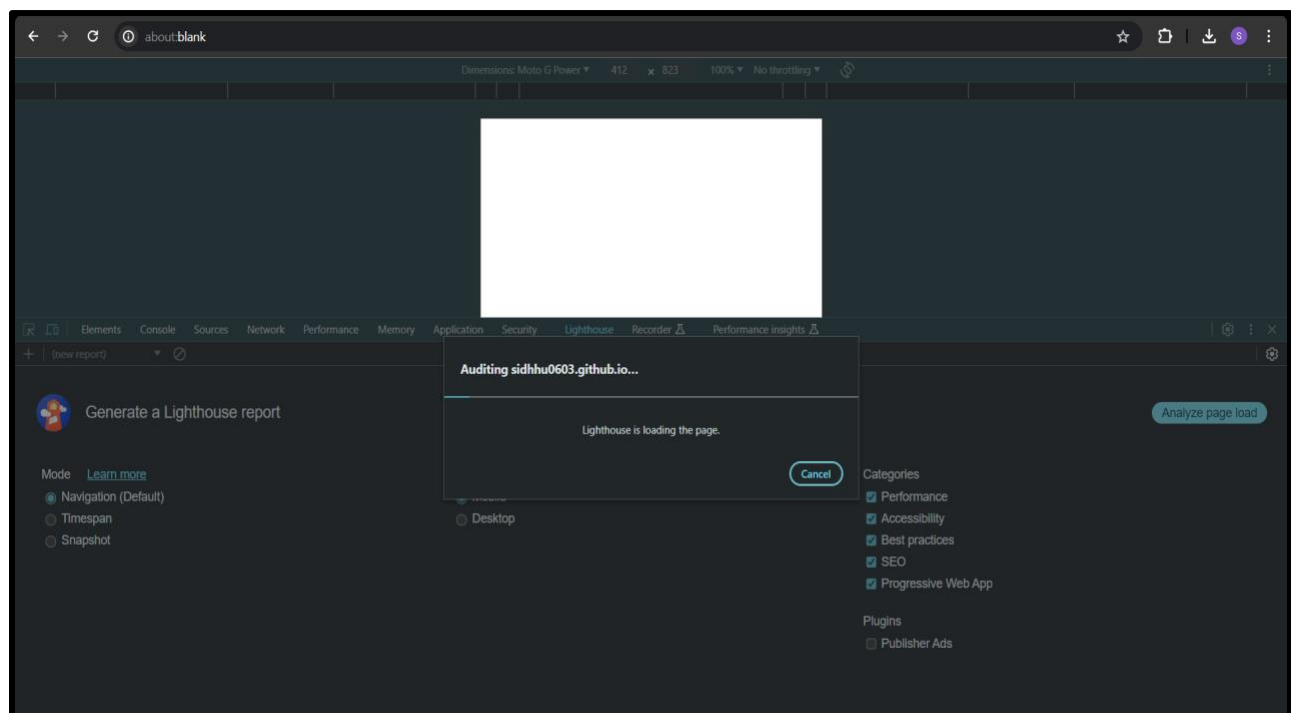 about:blank
S
Dimensions: Moto G Power ▾ 412 x 823 100% ▾ No throttling ▾
Elements Console Sources Network Performance Memory Application Security Lighthouse Recorder Performance insights
+ (new report) ▾
Auditing sidhhu0603.github.io...
Generate a Lighthouse report
Analyze page load
Lighthouse is loading the page.
Cancel
Mode Learn more
Categories
Navigation (Default)
Performance
Timespan
Desktop
Accessibility
Snapshot
Best practices
SEO
Progressive Web App
Plugins
Publisher Ads